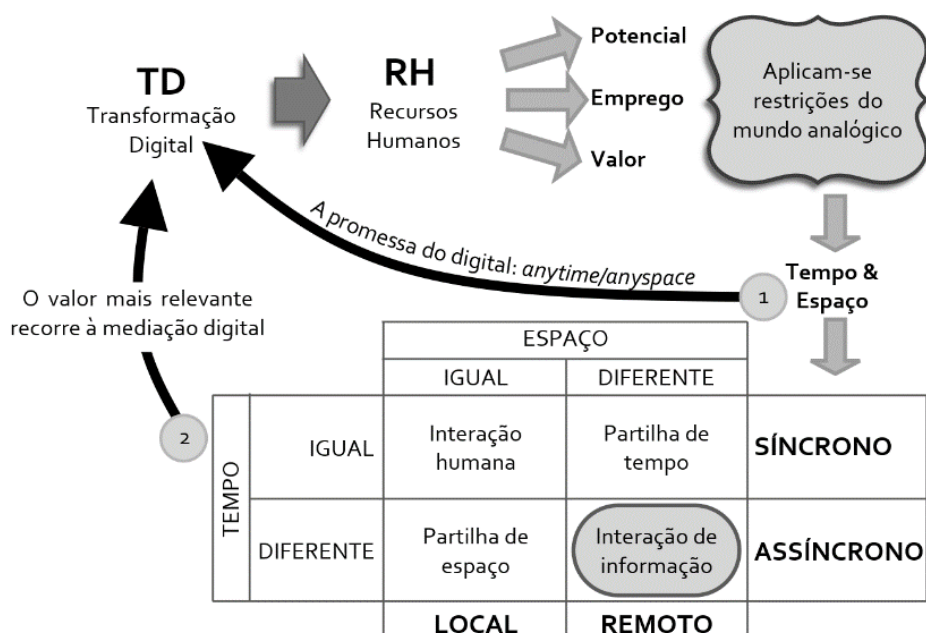 TD
Transformação
Digital
RH
Recursos
Humanos
Potencial
Emprego
Valor
Aplicam-se
restrições do
mundo analógico
A promessa do digital: anytime/anyspace
1
Tempo &
Espaço
O valor mais relevante
recorre à mediação digital
2
ESPAÇO
IGUAL
DIFERENTE
TEMPO
IGUAL
Interação
humana
Partilha de
tempo
SÍNCRONO
DIFERENTE
Partilha de
espaço
Interação de
informação
ASSÍNCRONO
LOCAL
REMOTO